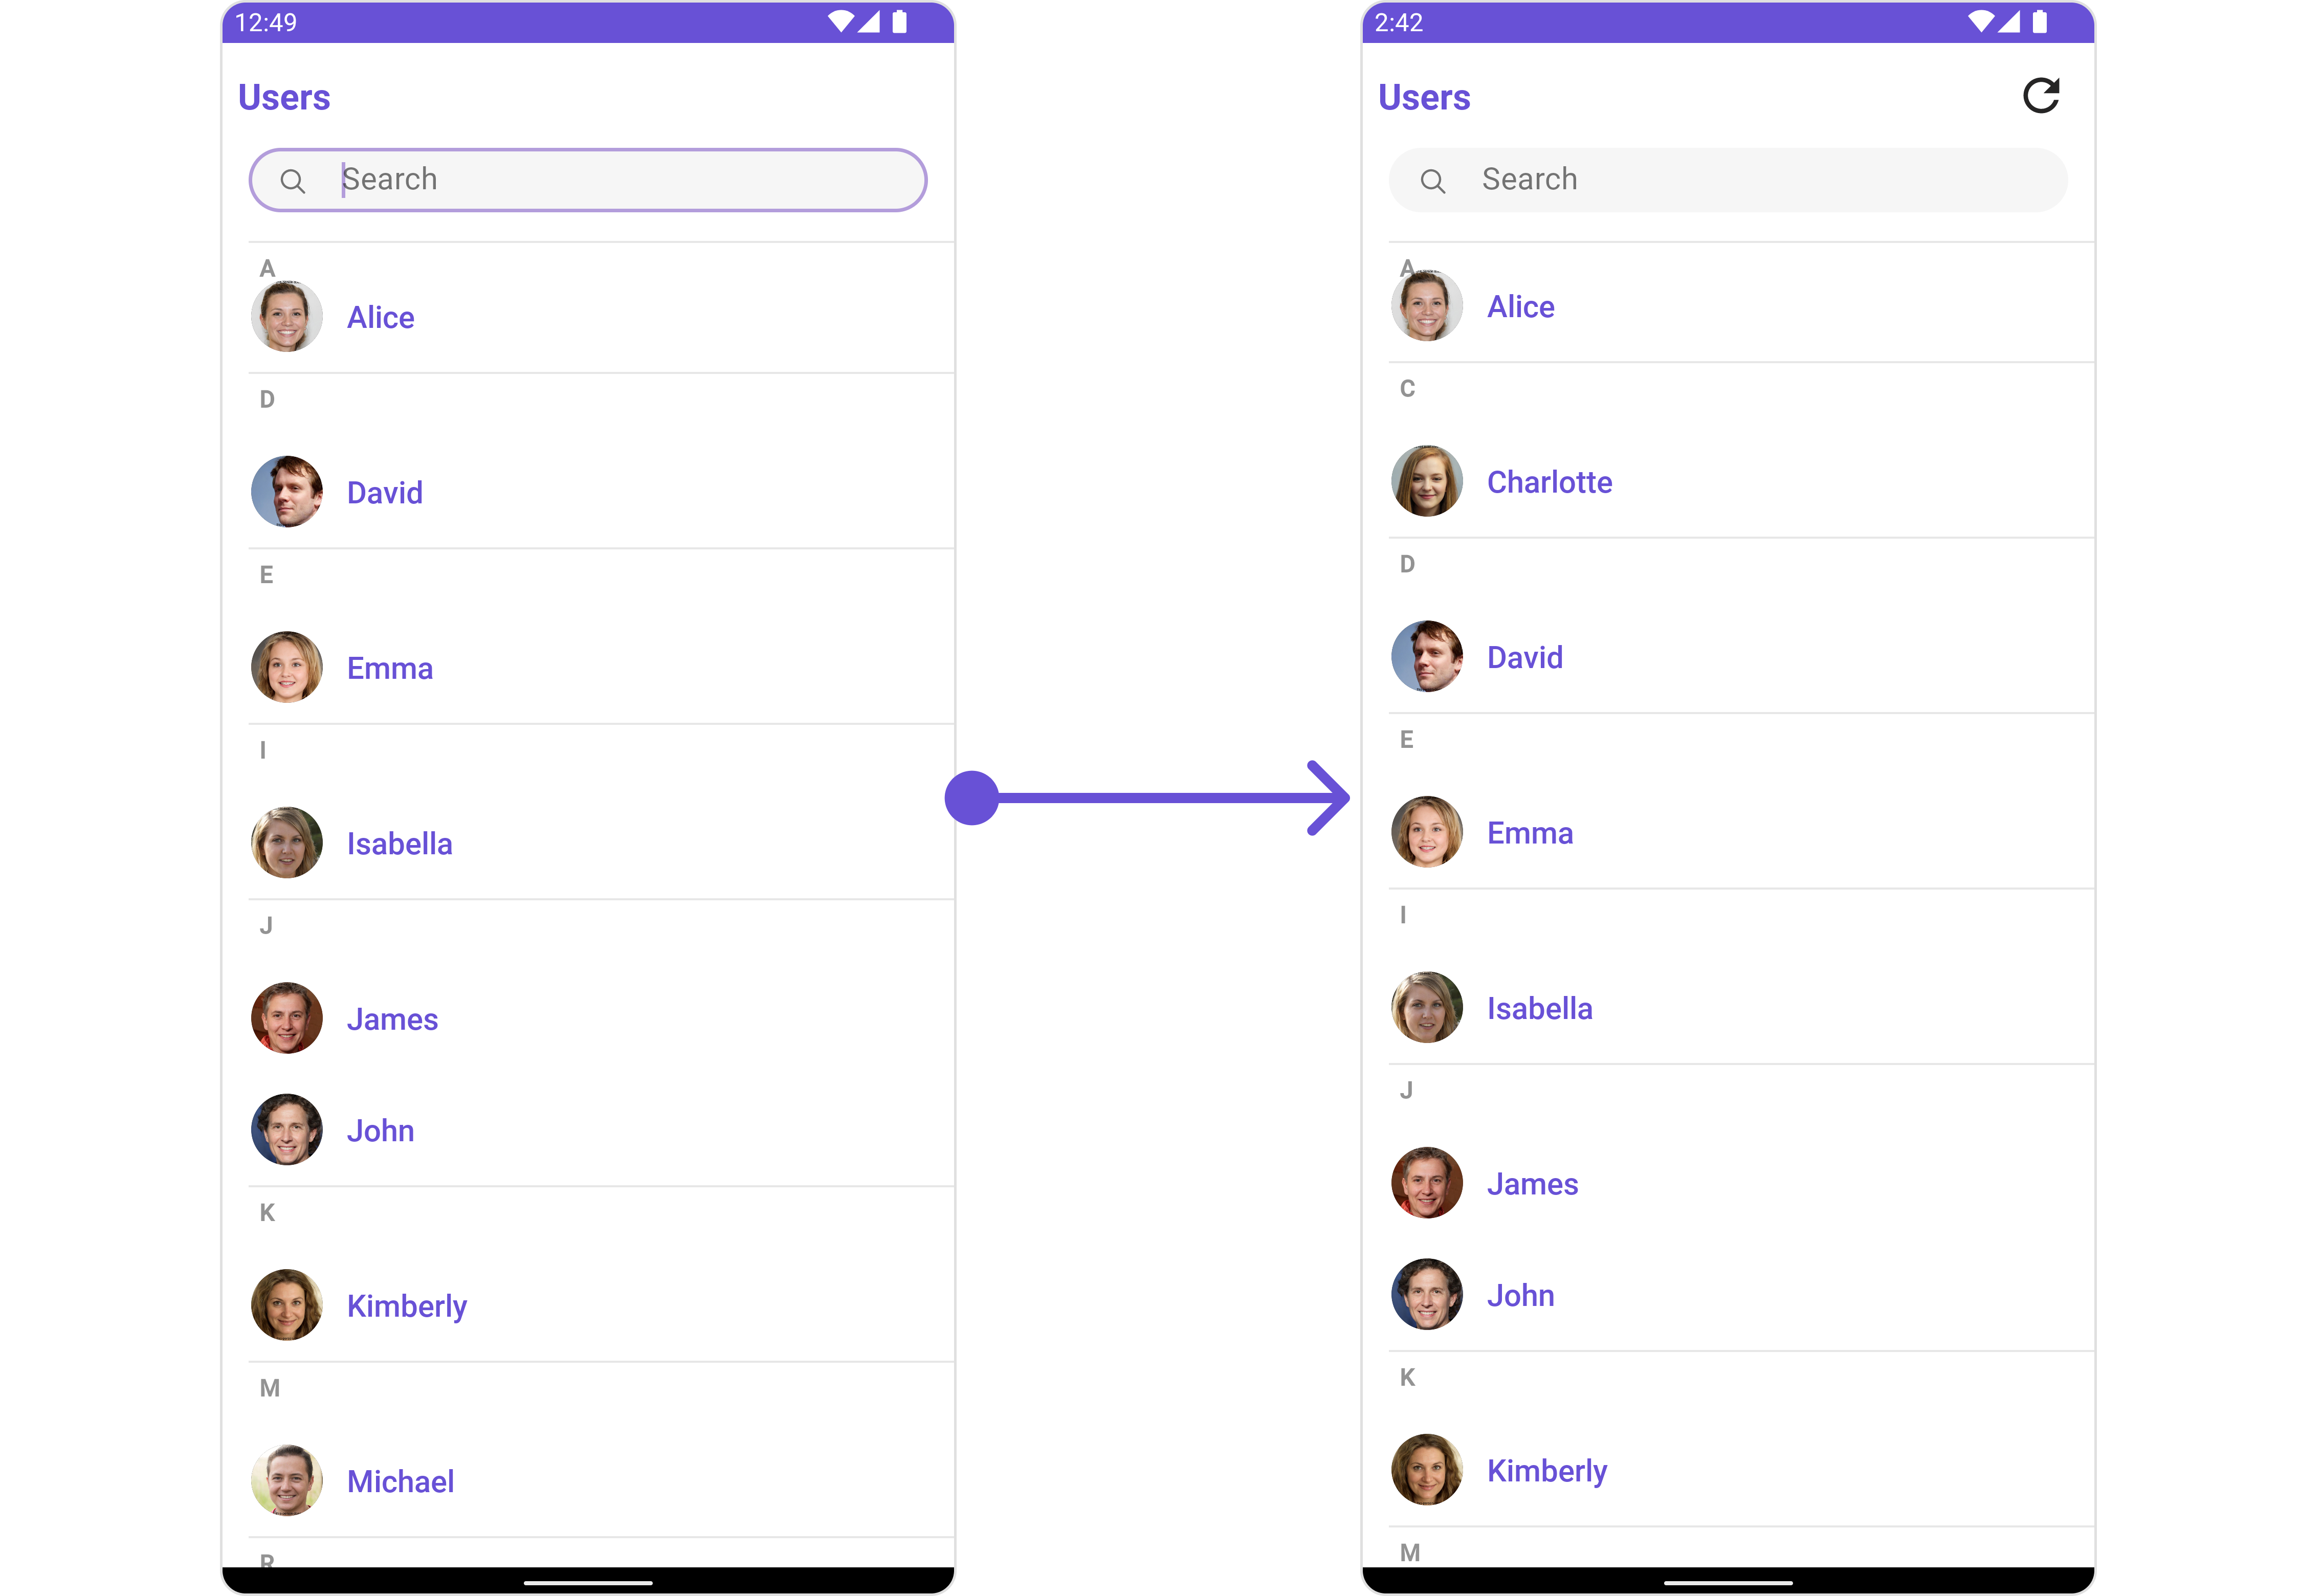 12:49
Users
Search
A
Alice
D
David
E
Emma
I
Isabella
J
James
John
K
Kimberly
M
Michael
R
2:42
Users
Search
A
Alice
C
Charlotte
D
David
E
Emma
I
Isabella
J
James
John
K
Kimberly
M